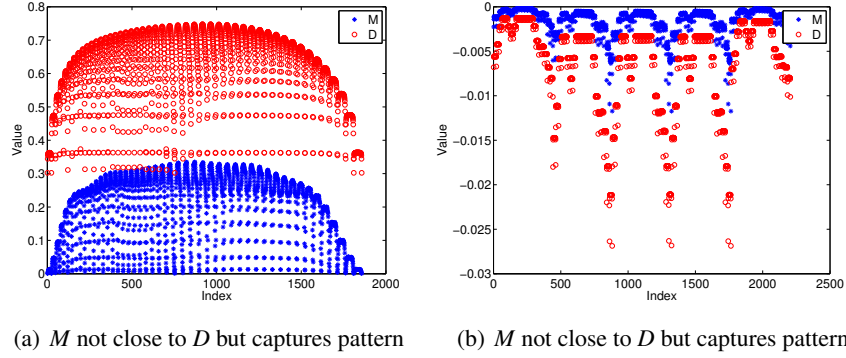 0.8
0.7
0.6
0.5
0.4
0.3
0.2
0.1
0
Value
0 500 1000 1500 2000
Index
M
D
0
−0.005
−0.01
−0.015
−0.02
−0.025
−0.03
Value
0 500 1000 1500 2000 2500
Index
M
D
(a) M not close to D but captures pattern
(b) M not close to D but captures pattern